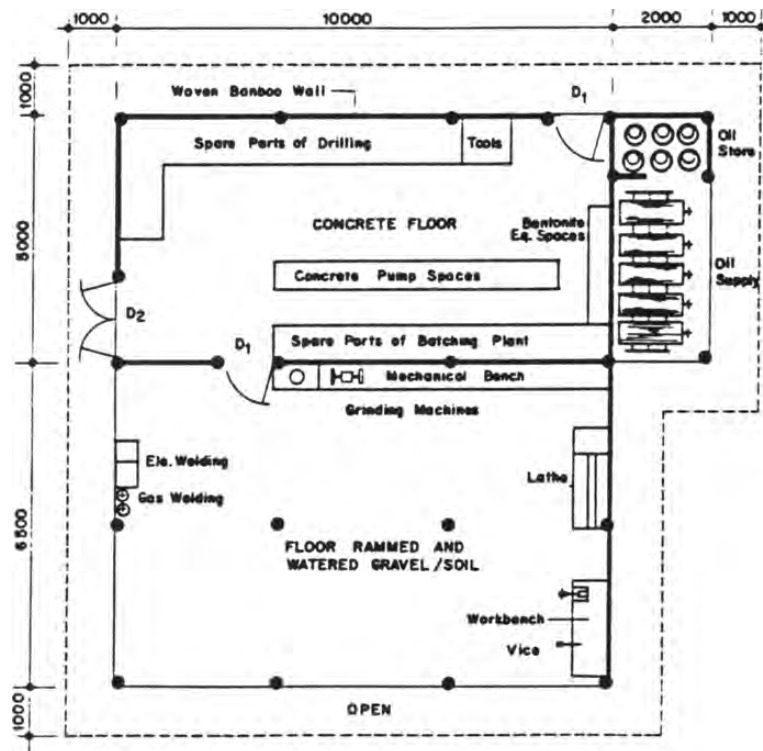 1000
10000
2000
1000
1000
Woven Banboo Wall
D1
Spare Parts of Drilling
Tools
Oil
Store
5000
CONCRETE FLOOR
Bentonite
Eq. Spaces
Concrete Pump Spaces
Oil
Supply
D2
D1
Spare Parts of Batching Plant
Mechanical Bench
Grinding Machines
Ele. Welding
Gas Welding
Lathe
6500
FLOOR RAMMED AND
WATERED GRAVEL/SOIL
Workbench
Vice
OPEN
1000